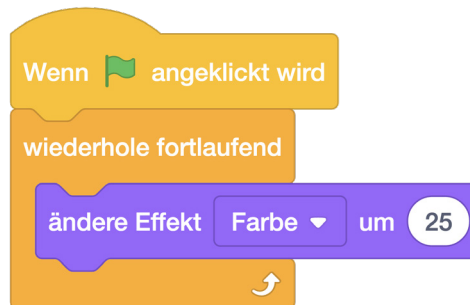 Wenn angeklickt wird
wiederhole fortlaufend
ändere Effekt Farbe um 25